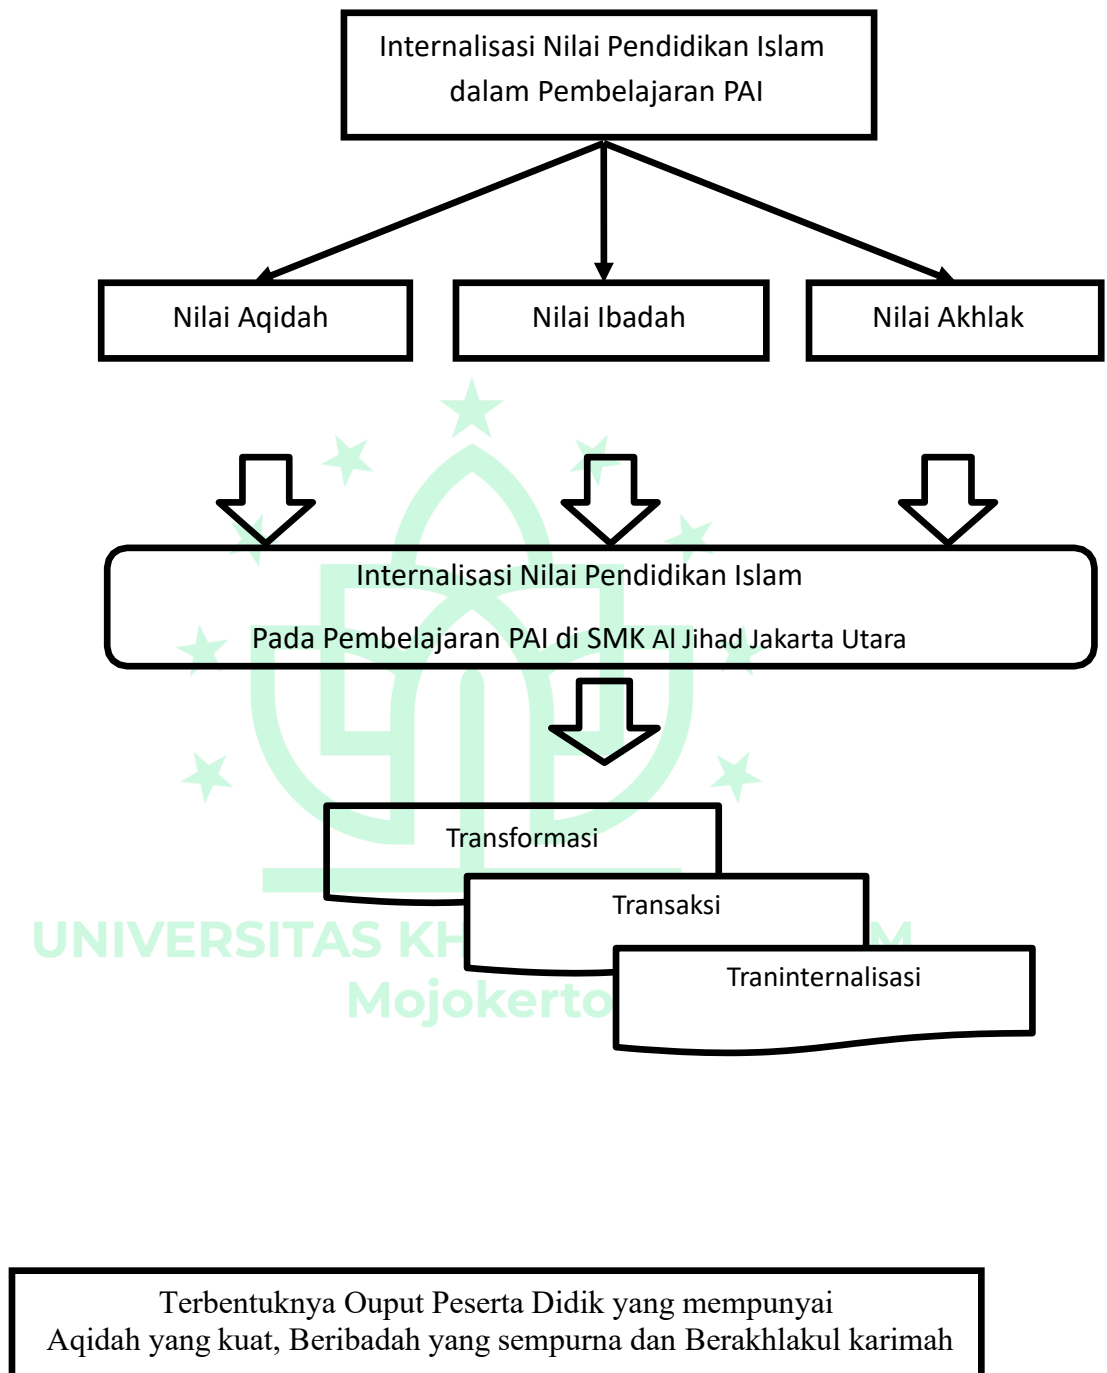 Internalisasi Nilai Pendidikan Islam
dalam Pembelajaran PAI
Nilai Aqidah
Nilai Ibadah
Nilai Akhlak
Internalisasi Nilai Pendidikan Islam
Pada Pembelajaran PAI di SMK Al Jihad Jakarta Utara
Transformasi
Transaksi
UNIVERSITAS KH
Traninternalisasi
Mojokerto
Terbentuknya Ouput Peserta Didik yang mempunyai
Aqidah yang kuat, Beribadah yang sempurna dan Berakhlakul karimah